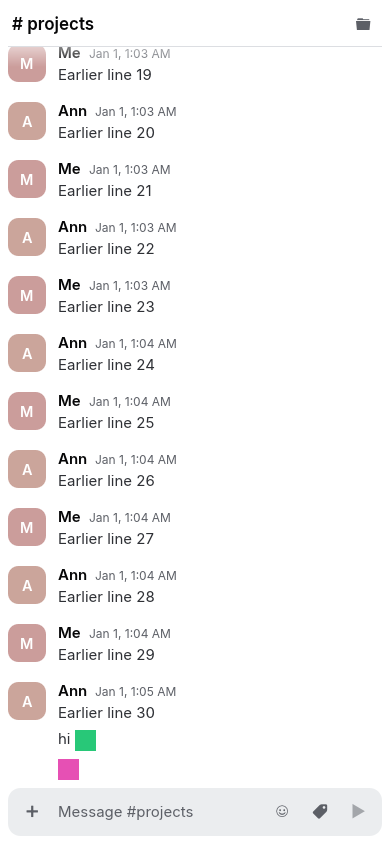 # projects
Me Jan 1, 1:03 AM
M
Earlier line 19
Ann Jan 1, 1:03 AM
A
Earlier line 20
Me Jan 1, 1:03 AM
M
Earlier line 21
Ann Jan 1, 1:03 AM
A
Earlier line 22
Me Jan 1, 1:03 AM
M
Earlier line 23
Ann Jan 1, 1:04 AM
A
Earlier line 24
Me Jan 1, 1:04 AM
M
Earlier line 25
Ann Jan 1, 1:04 AM
A
Earlier line 26
Me Jan 1, 1:04 AM
M
Earlier line 27
Ann Jan 1, 1:04 AM
A
Earlier line 28
Me Jan 1, 1:04 AM
M
Earlier line 29
Ann Jan 1, 1:05 AM
A
Earlier line 30
hi
Message #projects